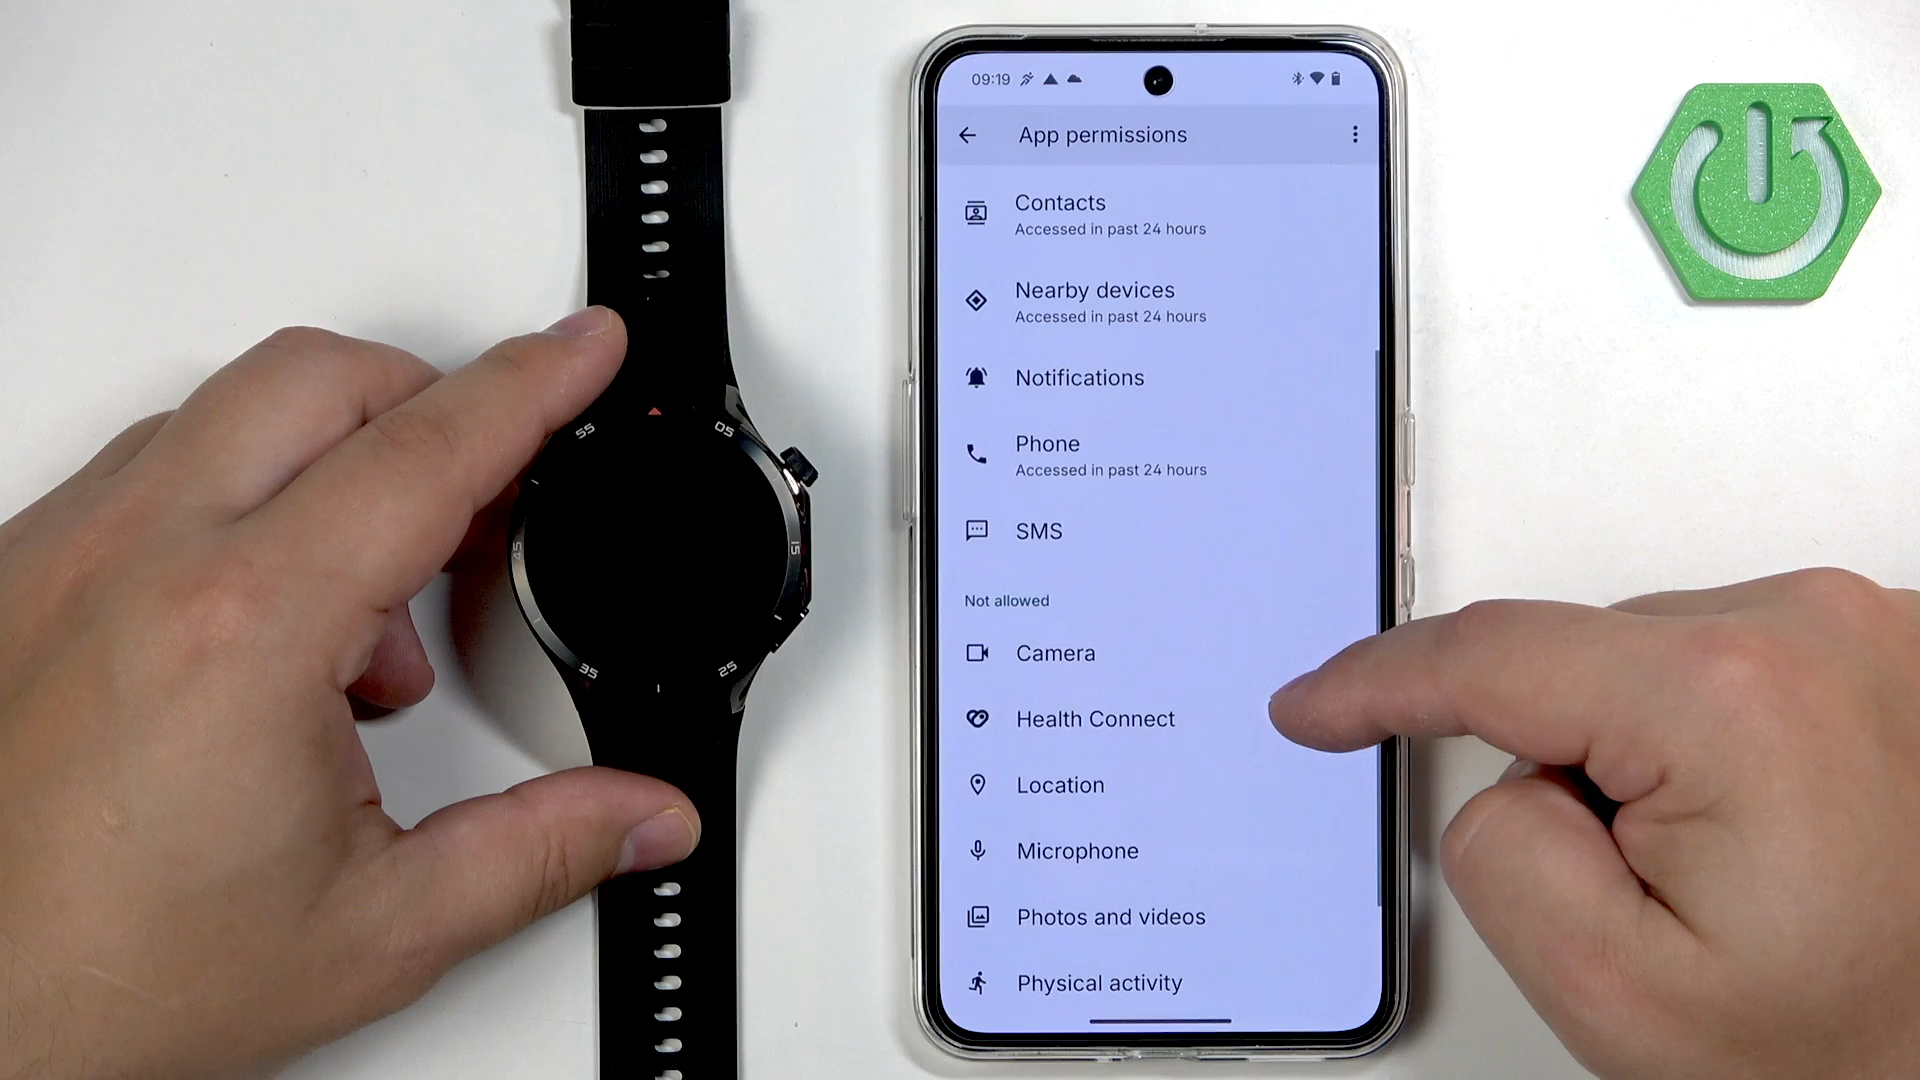 09:19
App permissions
Contacts
Accessed in past 24 hours
Nearby devices
Accessed in past 24 hours
Notifications
Phone
Accessed in past 24 hours
SMS
Not allowed
Camera
Health Connect
Location
Microphone
Photos and videos
Physical activity
55
05
45
15
35
25